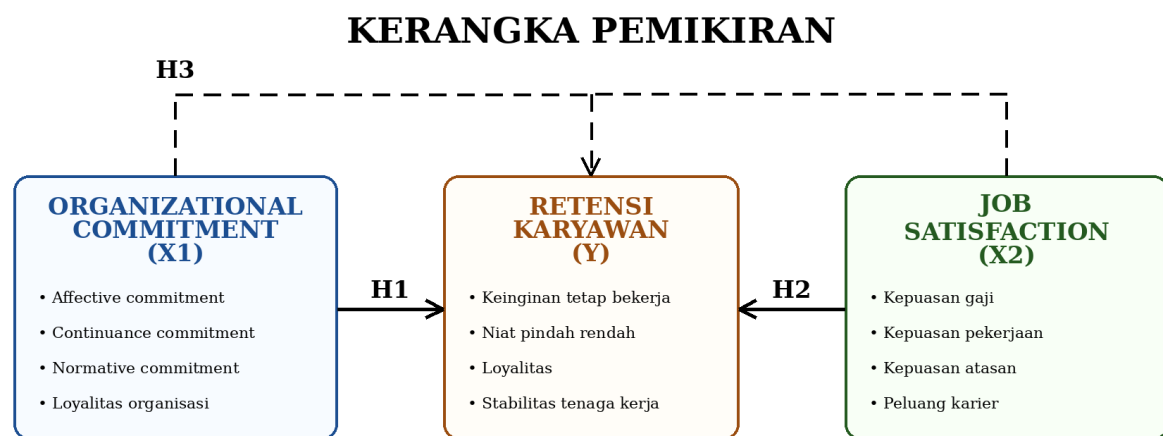 KERANGKA PEMIKIRAN
H3
ORGANIZATIONAL
COMMITMENT
(X1)
• Affective commitment
• Continuance commitment
• Normative commitment
• Loyalitas organisasi
H1
RETENSI
KARYAWAN
(Y)
• Keinginan tetap bekerja
• Niat pindah rendah
• Loyalitas
• Stabilitas tenaga kerja
H2
JOB
SATISFACTION
(X2)
• Kepuasan gaji
• Kepuasan pekerjaan
• Kepuasan atasan
• Peluang karier